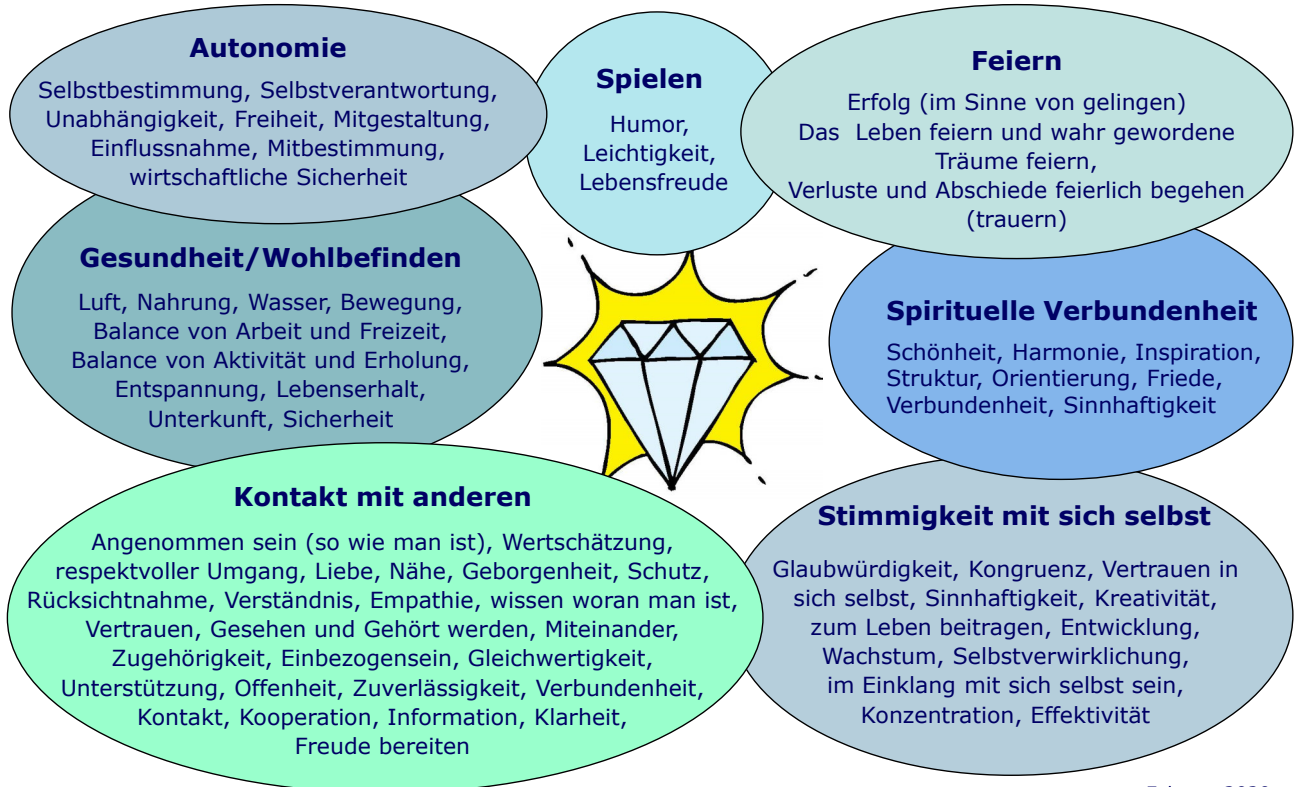 Autonomie
Selbstbestimmung, Selbstverantwortung,
Unabhängigkeit, Freiheit, Mitgestaltung,
Einflussnahme, Mitbestimmung,
wirtschaftliche Sicherheit
Spielen
Humor,
Leichtigkeit,
Lebensfreude
Feiern
Erfolg (im Sinne von gelingen)
Das Leben feiern und wahr gewordene
Träume feiern,
Verluste und Abschiede feierlich begehen
(trauern)
Gesundheit/Wohlbefinden
Luft, Nahrung, Wasser, Bewegung,
Balance von Arbeit und Freizeit,
Balance von Aktivität und Erholung,
Entspannung, Lebenserhalt,
Unterkunft, Sicherheit
Spirituelle Verbundenheit
Schönheit, Harmonie, Inspiration,
Struktur, Orientierung, Friede,
Verbundenheit, Sinnhaftigkeit
Kontakt mit anderen
Angenommen sein (so wie man ist), Wertschätzung,
respektvoller Umgang, Liebe, Nähe, Geborgenheit, Schutz,
Rücksichtnahme, Verständnis, Empathie, wissen woran man ist,
Vertrauen, Gesehen und Gehört werden, Miteinander,
Zugehörigkeit, Einbezogensein, Gleichwertigkeit,
Unterstützung, Offenheit, Zuverlässigkeit, Verbundenheit,
Kontakt, Kooperation, Information, Klarheit,
Freude bereiten
Stimmigkeit mit sich selbst
Glaubwürdigkeit, Kongruenz, Vertrauen in
sich selbst, Sinnhaftigkeit, Kreativität,
zum Leben beitragen, Entwicklung,
Wachstum, Selbstverwirklichung,
im Einklang mit sich selbst sein,
Konzentration, Effektivität